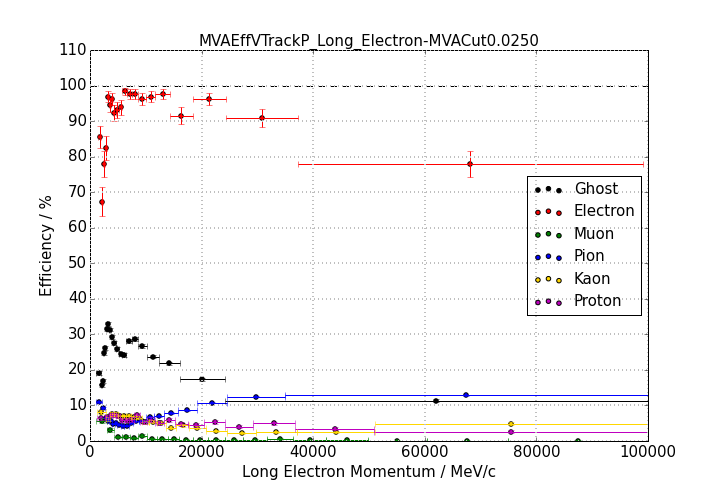 MVAEffVTrackP_Long_Electron-MVACut0.0250
110
100
90
80
70
60
50
40
30
20
10
0
Efficiency / %
Ghost
Electron
Muon
Pion
Kaon
Proton
0 20000 40000 60000 80000 100000
Long Electron Momentum / MeV/c